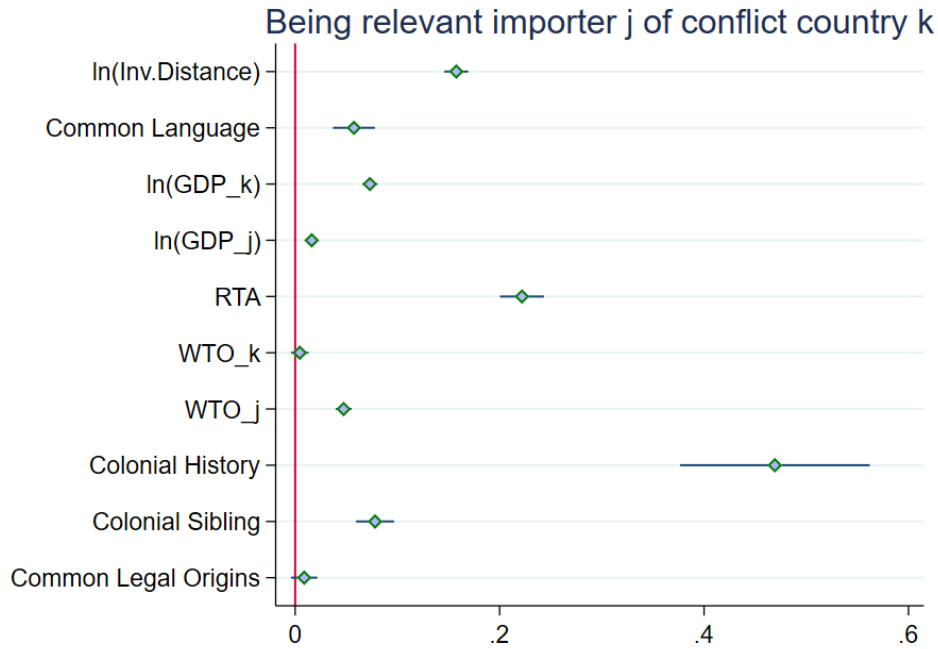 Being relevant importer j of conflict country k
ln(Inv.Distance)
Common Language
ln(GDP_k)
ln(GDP_j)
RTA
WTO_k
WTO_j
Colonial History
Colonial Sibling
Common Legal Origins
0 .2 .4 .6